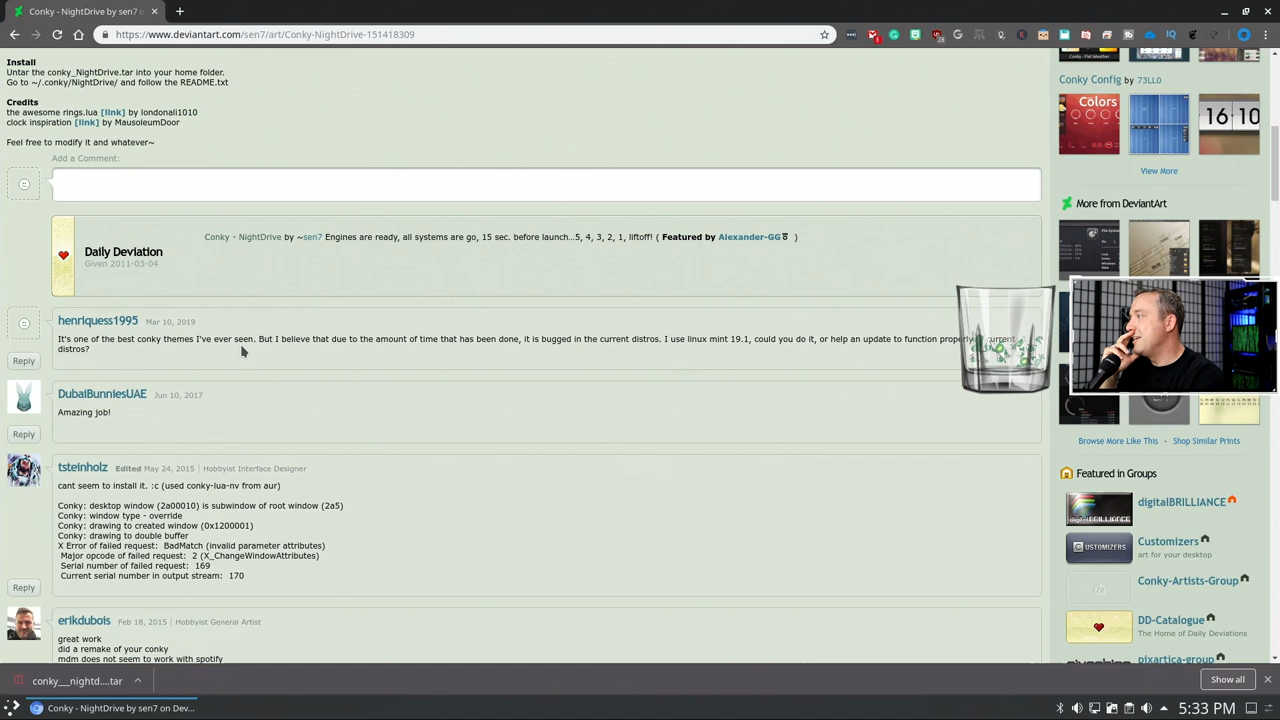 Conky - NightDrive by sen7 o
https://www.deviantart.com/sen7/art/Conky-NightDrive-151418309
Install
Untar the conky_NightDrive.tar into your home folder.
Go to ~/.conky/NightDrive/ and follow the README.txt
Credits
the awesome rings.lua [link] by londonali1010
clock inspiration [link] by MausoleumDoor
Feel free to modify it and whatever~
Add a Comment:
Conky - NightDrive by ~sen7 Engines are ready, all systems are go, 15 sec. before launch...5, 4, 3, 2, 1, liftoff! ( Featured by Alexander-GG )
Daily Deviation
Given 2011-03-04
henriquess1995 Mar 10, 2019
It's one of the best conky themes I've ever seen. But I believe that due to the amount of time that has been done, it is bugged in the current distros. I use linux mint 19.1, could you do it, or help an update to function properly current
distros?
Reply
DubaiBunniesUAE Jun 10, 2017
Amazing job!
Reply
tsteinholz Edited May 24, 2015 | Hobbyist Interface Designer
cant seem to install it. :c (used conky-lua-nv from aur)
Conky: desktop window (2a00010) is subwindow of root window (2a5)
Conky: window type - override
Conky: drawing to created window (0x1200001)
Conky: drawing to double buffer
X Error of failed request: BadMatch (invalid parameter attributes)
Major opcode of failed request: 2 (X_ChangeWindowAttributes)
Serial number of failed request: 169
Current serial number in output stream: 170
Reply
erikdubois Feb 18, 2015 | Hobbyist General Artist
great work
did a remake of your conky
mdm does not seem to work with spotify
Conky - Flat Weather
Conky Config by 73LL0
Colors
16 10
View More
More from DeviantArt
Browse More Like This · Shop Similar Prints
Featured in Groups
digitalBRILLIANCE
digitalBRILLIANCE
CUSTOMIZERS
Customizers
art for your desktop
Conky-Artists-Group
DD-Catalogue
The Home of Daily Deviations
pixartica-group
conky___nightd....tar
Show all
Conky - NightDrive by sen7 on Dev...
5:33 PM